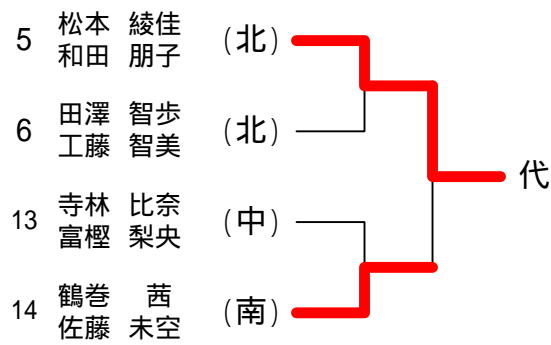 5 松本 綾佳 (北)
和田 朋子
6 田澤 智歩 (北)
工藤 智美
代
13 寺林 比奈 (中)
富樫 梨央
14 鶴巻 茜 (南)
佐藤 未空